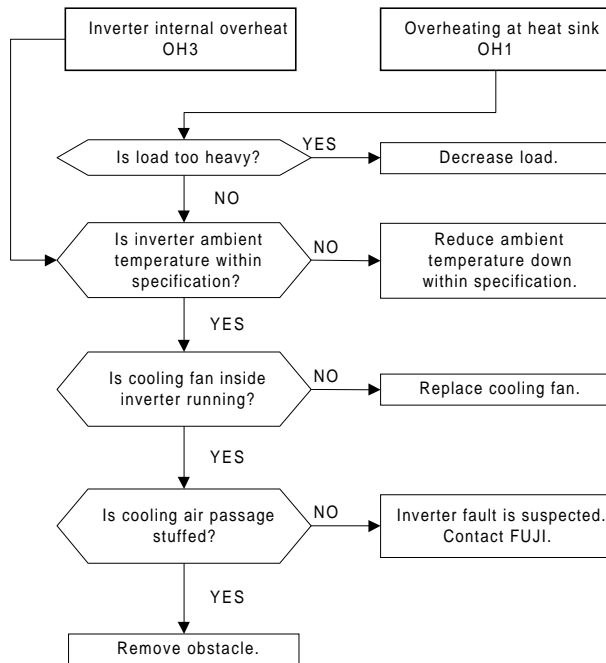 Inverter internal overheat
OH3
Overheating at heat sink
OH1
Is load too heavy?
YES
Decrease load.
NO
Is inverter ambient
temperature within
specification?
NO
Reduce ambient
temperature down
within specification.
YES
Is cooling fan inside
inverter running?
NO
Replace cooling fan.
YES
Is cooling air passage
stuffed?
NO
Inverter fault is suspected.
Contact FUJI.
YES
Remove obstacle.